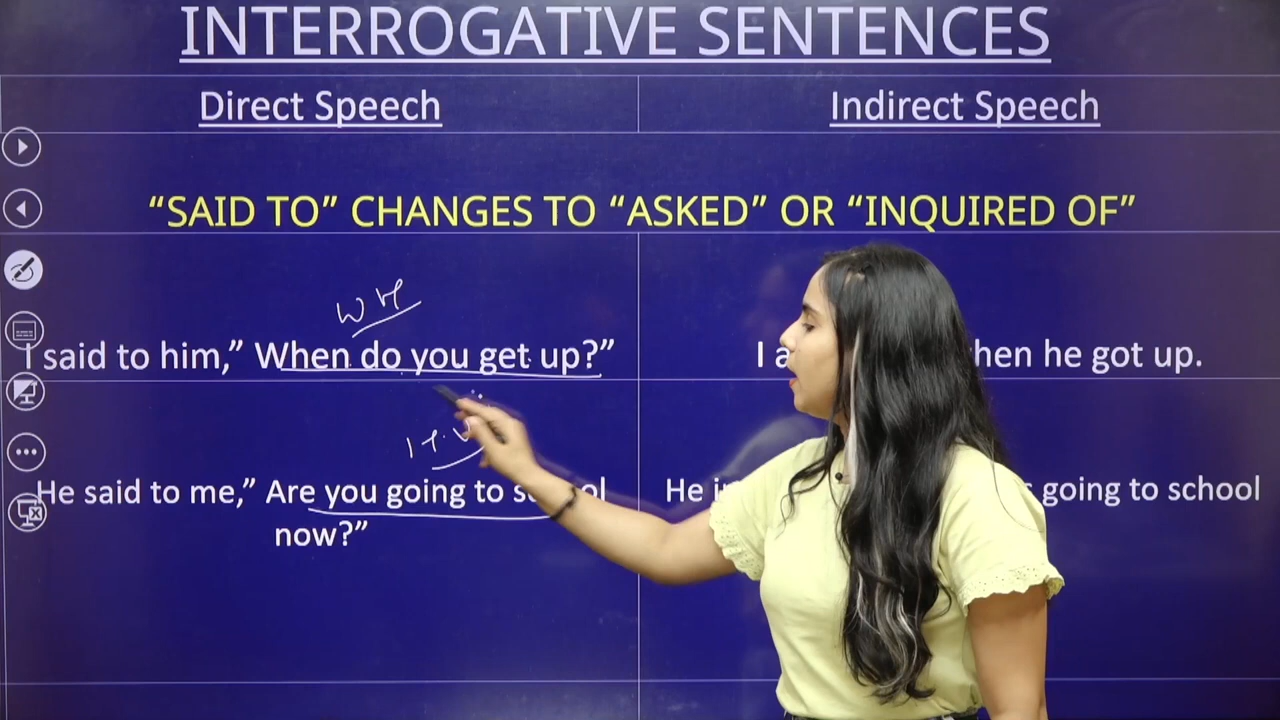 INTERROGATIVE SENTENCES
Direct Speech
Indirect Speech
“SAID TO” CHANGES TO “ASKED” OR “INQUIRED OF”
WH
I said to him,” When do you get up?”
I a hen he got up.
He said to me,” Are you going to school
now?”
He i going to school